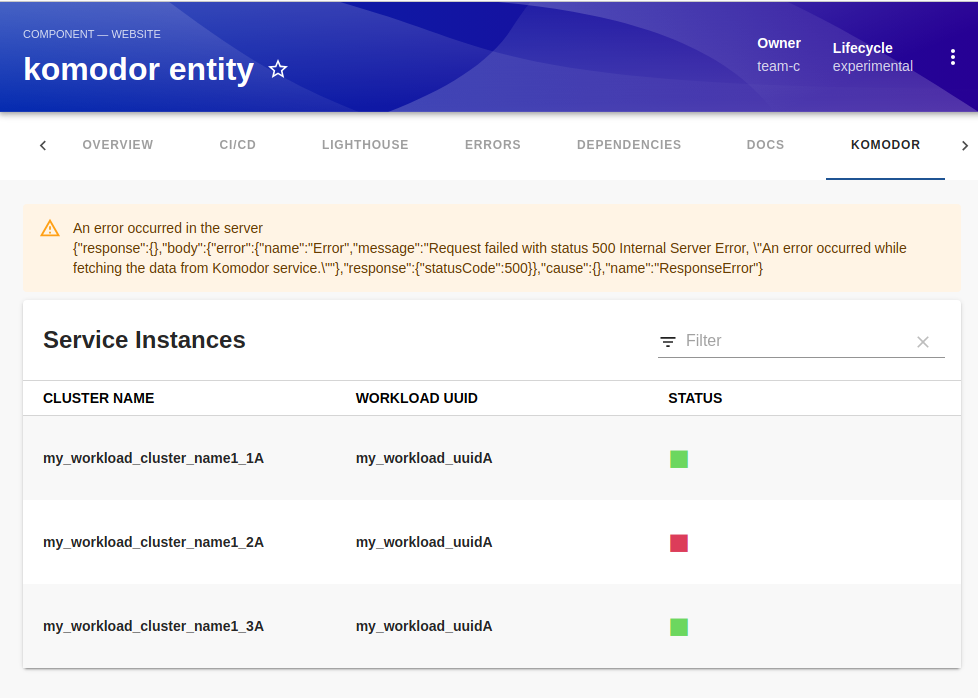 COMPONENT — WEBSITE
komodor entity
Owner
team-c
Lifecycle
experimental
OVERVIEW
CI/CD
LIGHTHOUSE
ERRORS
DEPENDENCIES
DOCS
KOMODOR
An error occurred in the server
{"response":{},"body":{"error":{"name":"Error","message":"Request failed with status 500 Internal Server Error, \"An error occurred while
fetching the data from Komodor service.\""},"response":{"statusCode":500}},"cause":{},"name":"ResponseError"}
Service Instances
Filter
CLUSTER NAME WORKLOAD UUID STATUS
my_workload_cluster_name1_1A my_workload_uuidA
my_workload_cluster_name1_2A my_workload_uuidA
my_workload_cluster_name1_3A my_workload_uuidA